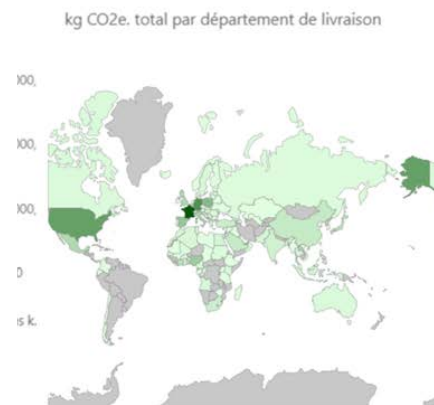 kg CO2e. total par département de livraison
000,
000,
000,
0
s k.